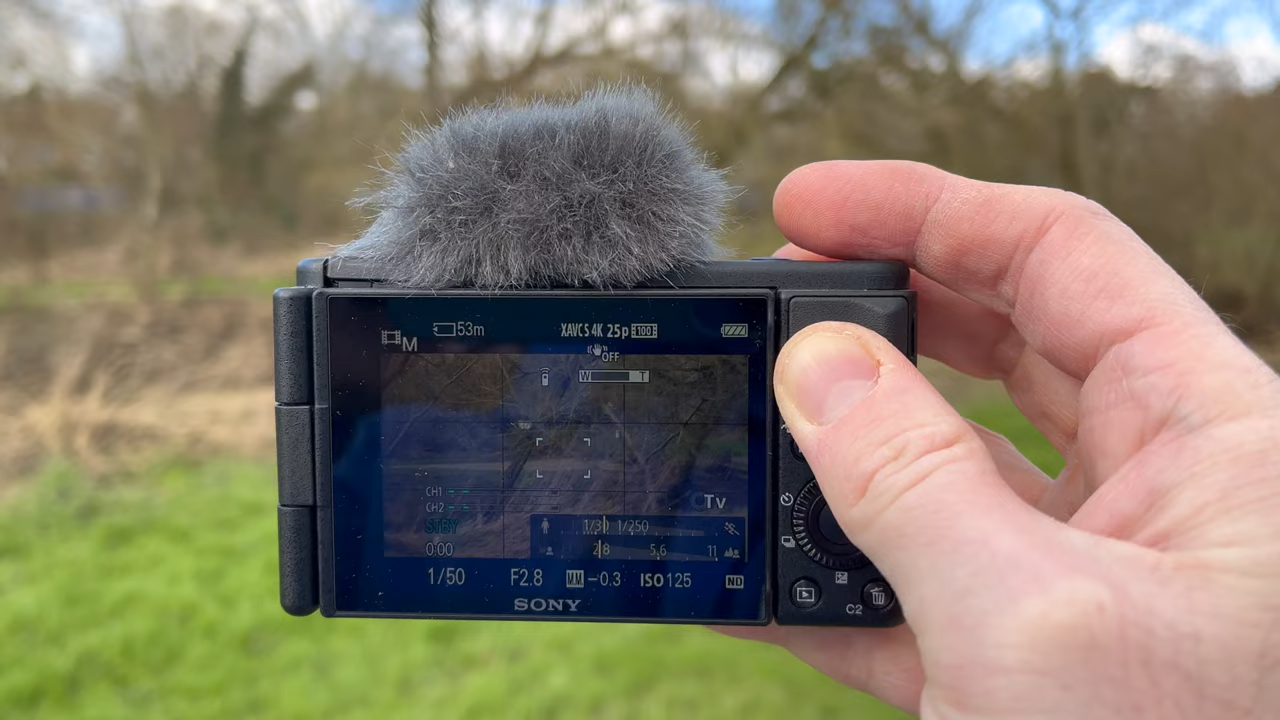 M 53m XAVC S 4K 25p 100
OFF
W T
CH1
CH2
Tv
STBY 1/30 1/250
0:00 2.8 5.6 11
1/50 F2.8 MM -0.3 ISO 125 ND
SONY
C2